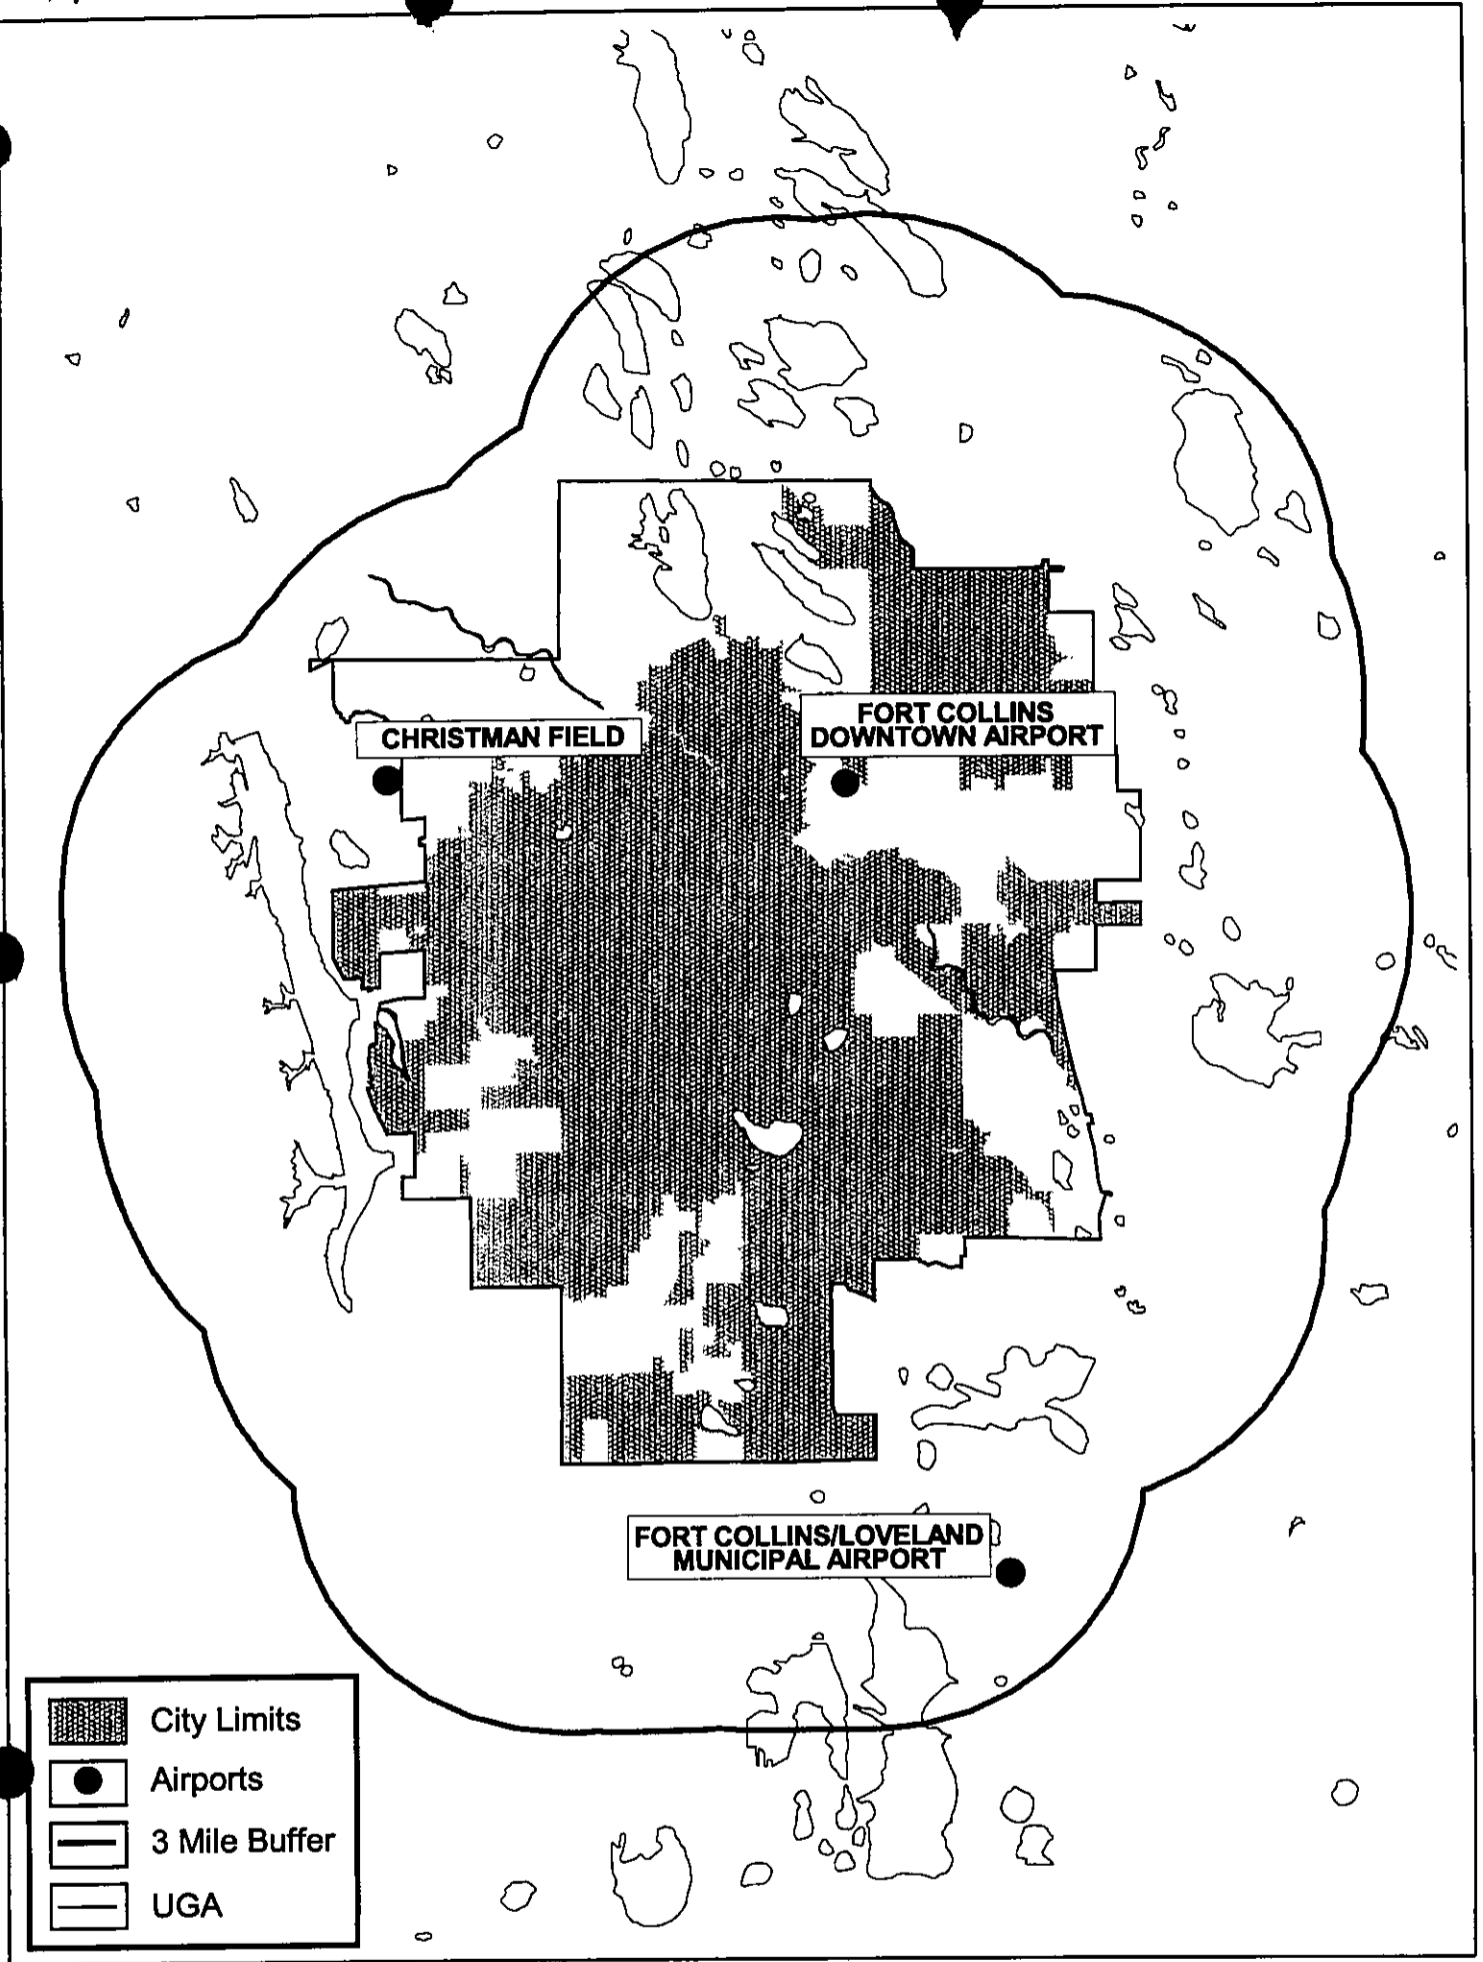 CHRISTMAN FIELD
FORT COLLINS
DOWNTOWN AIRPORT
FORT COLLINS/LOVELAND
MUNICIPAL AIRPORT
City Limits
Airports
3 Mile Buffer
UGA